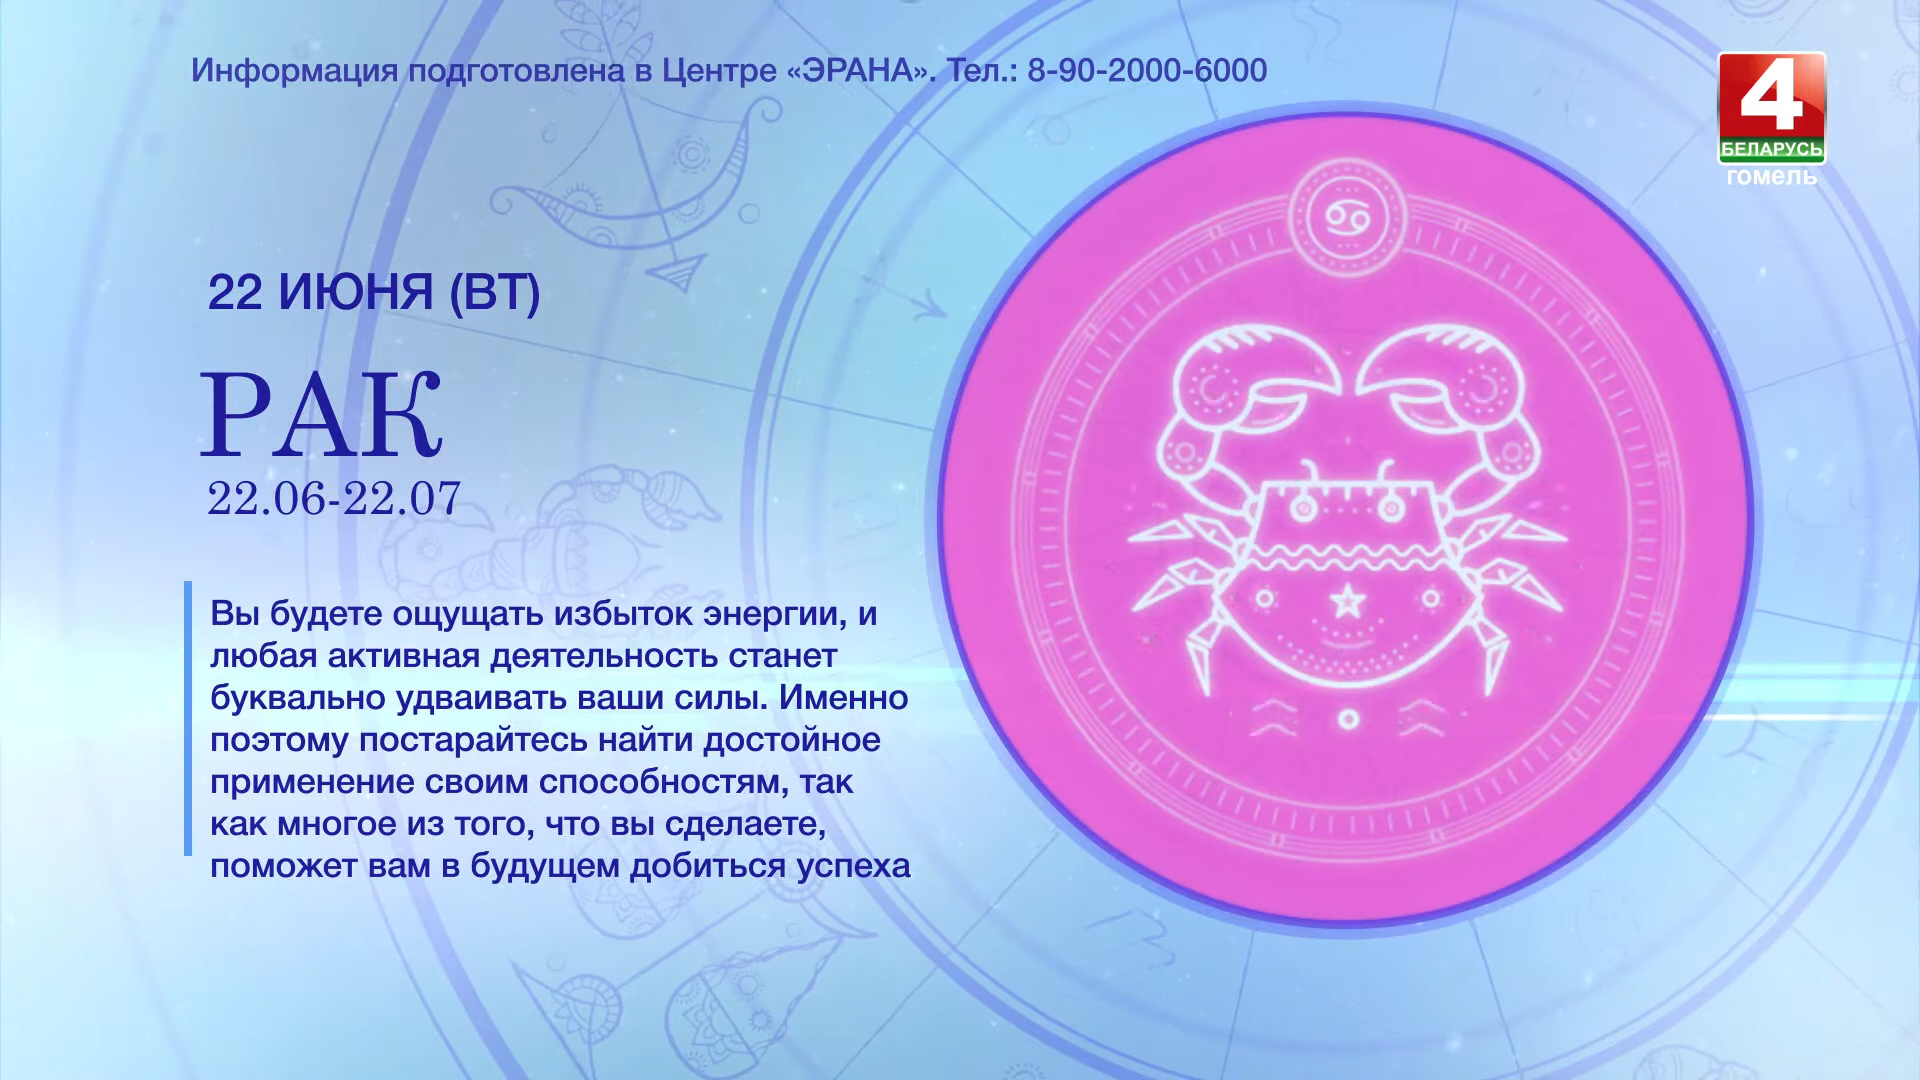 Информация подготовлена в Центре «ЭРАНА». Тел.: 8-90-2000-6000
4
БЕЛАРУСЬ
гомель
22 ИЮНЯ (ВТ)
РАК
22.06-22.07
Вы будете ощущать избыток энергии, и
любая активная деятельность станет
буквально удваивать ваши силы. Именно
поэтому постарайтесь найти достойное
применение своим способностям, так
как многое из того, что вы сделаете,
поможет вам в будущем добиться успеха